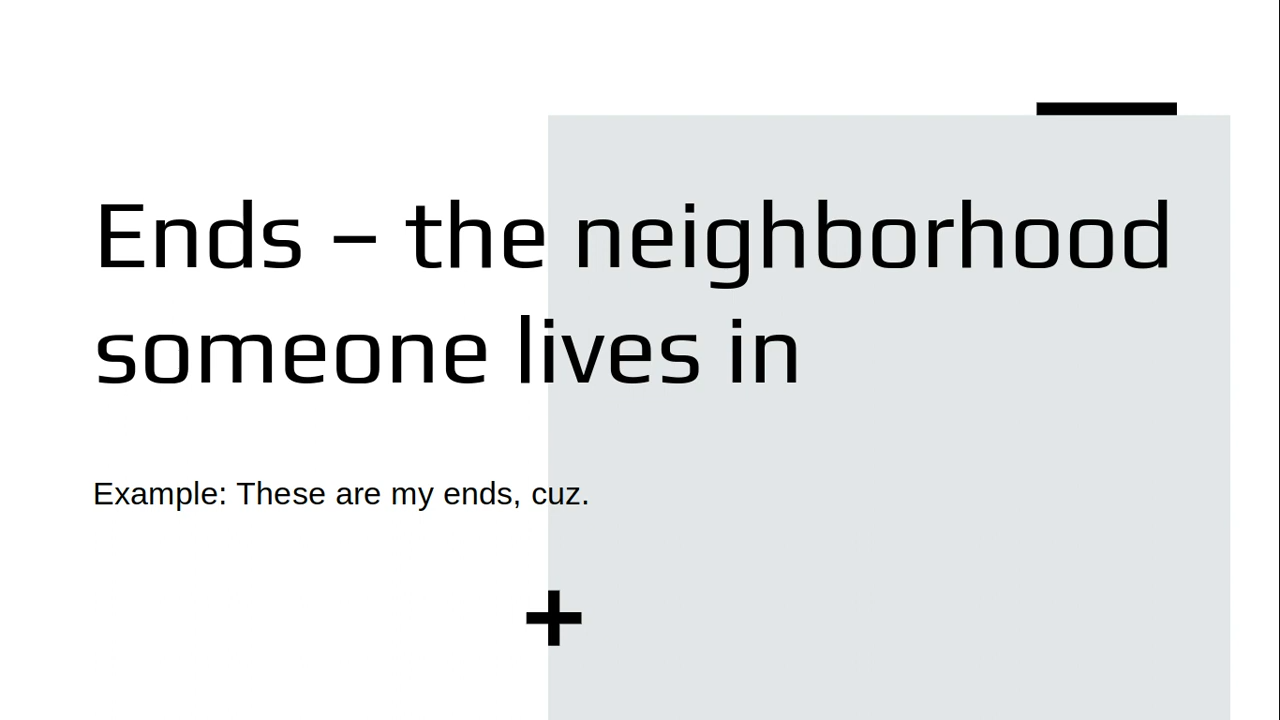 Ends – the neighborhood
someone lives in
Example: These are my ends, cuz.